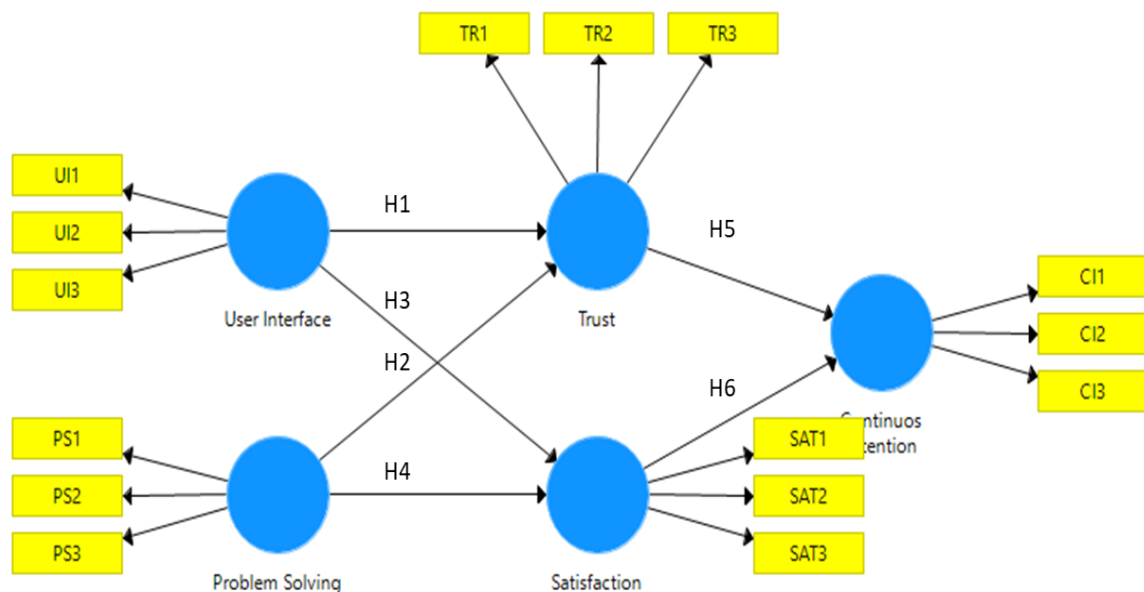 TR1
TR2
TR3
UI1
UI2
UI3
H1
H5
H3
H2
User Interface
Trust
CI1
CI2
CI3
H6
H4
PS1
PS2
PS3
SAT1
SAT2
SAT3
Problem Solving
Satisfaction